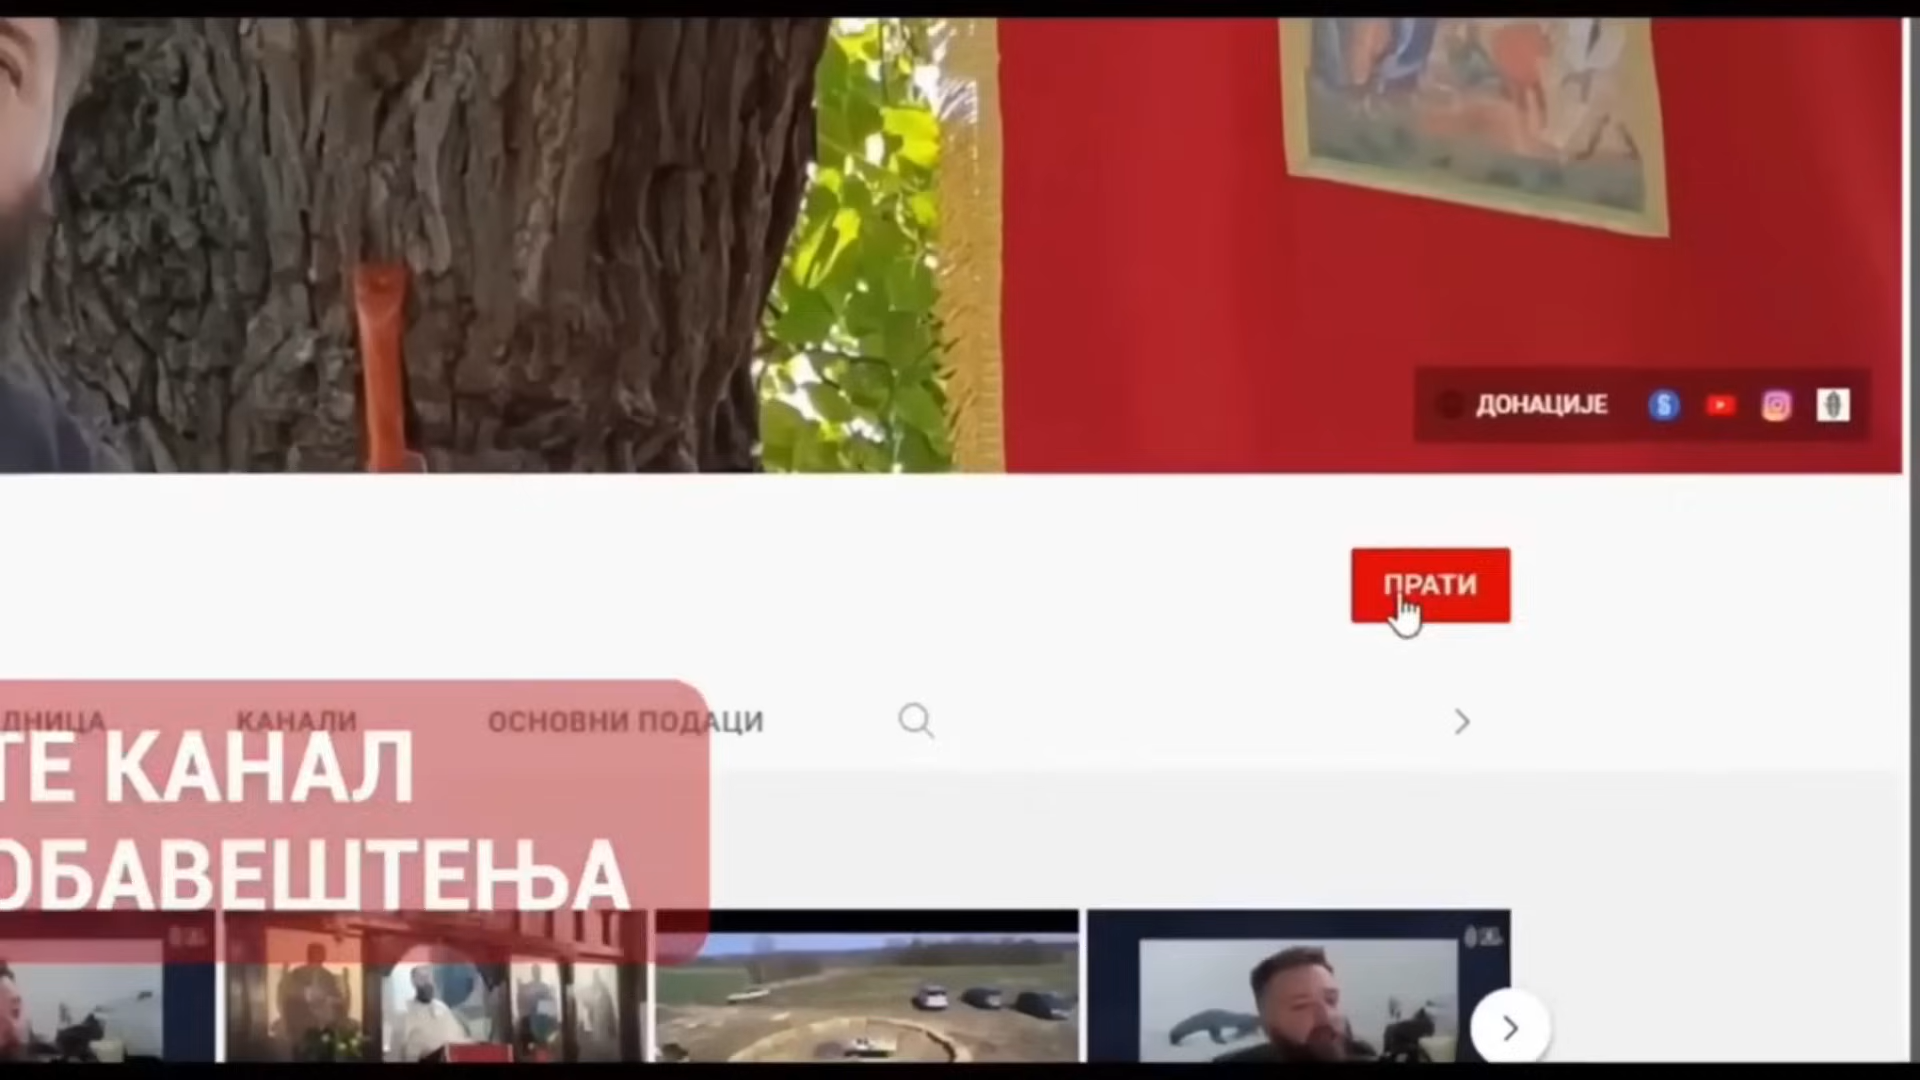 ДОНАЦИЈЕ
ПРАТИ
ДНИЦА КАНАЛИ ОСНОВНИ ПОДАЦИ
ТЕ КАНАЛ
ОБАВЕШТЕЊА